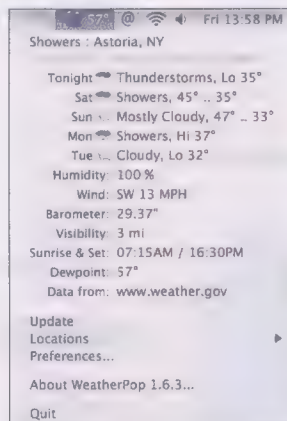 57° @ Fri 13:58 PM
Showers : Astoria, NY
Tonight Thunderstorms, Lo 35°
Sat Showers, 45° .. 35°
Sun Mostly Cloudy, 47° .. 33°
Mon Showers, Hi 37°
Tue Cloudy, Lo 32°
Humidity: 100 %
Wind: SW 13 MPH
Barometer: 29.37"
Visibility: 3 mi
Sunrise & Set: 07:15AM / 16:30PM
Dewpoint: 57°
Data from: www.weather.gov
Update
Locations
Preferences...
About WeatherPop 1.6.3...
Quit